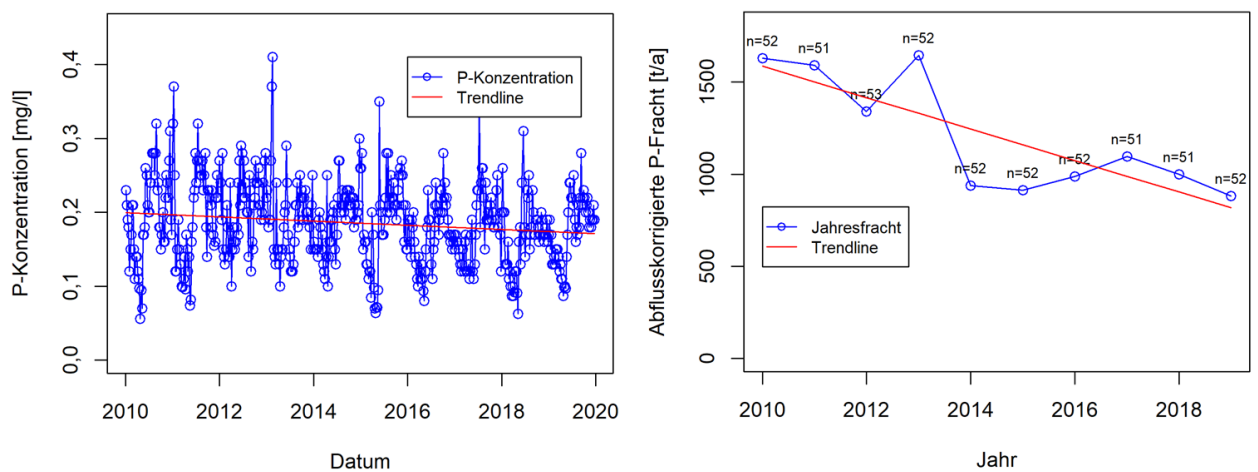 P-Konzentration [mg/l]
0,4
0,3
0,2
0,1
0,0
P-Konzentration
Trendline
2010 2012 2014 2016 2018 2020
Datum
Abflusskorrigierte P-Fracht [t/a]
1500
1000
500
0
n=52
n=51
n=53
n=52
n=52
n=52
n=52
n=51
n=51
n=52
Jahresfracht
Trendline
2010 2012 2014 2016 2018
Jahr